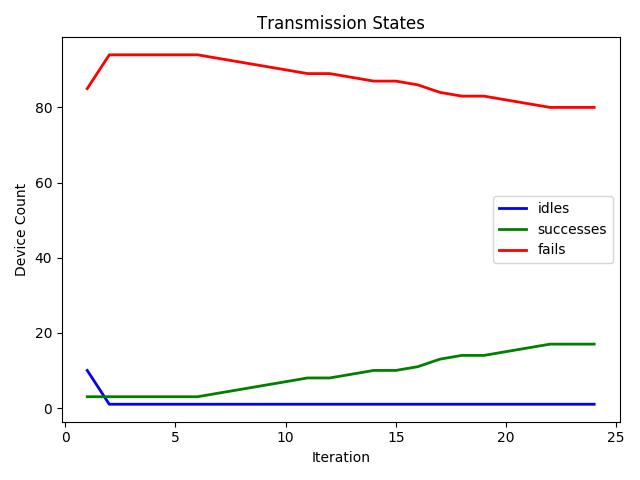 Transmission States
Device Count
80
60
40
20
0
idles
successes
fails
0 5 10 15 20 25
Iteration